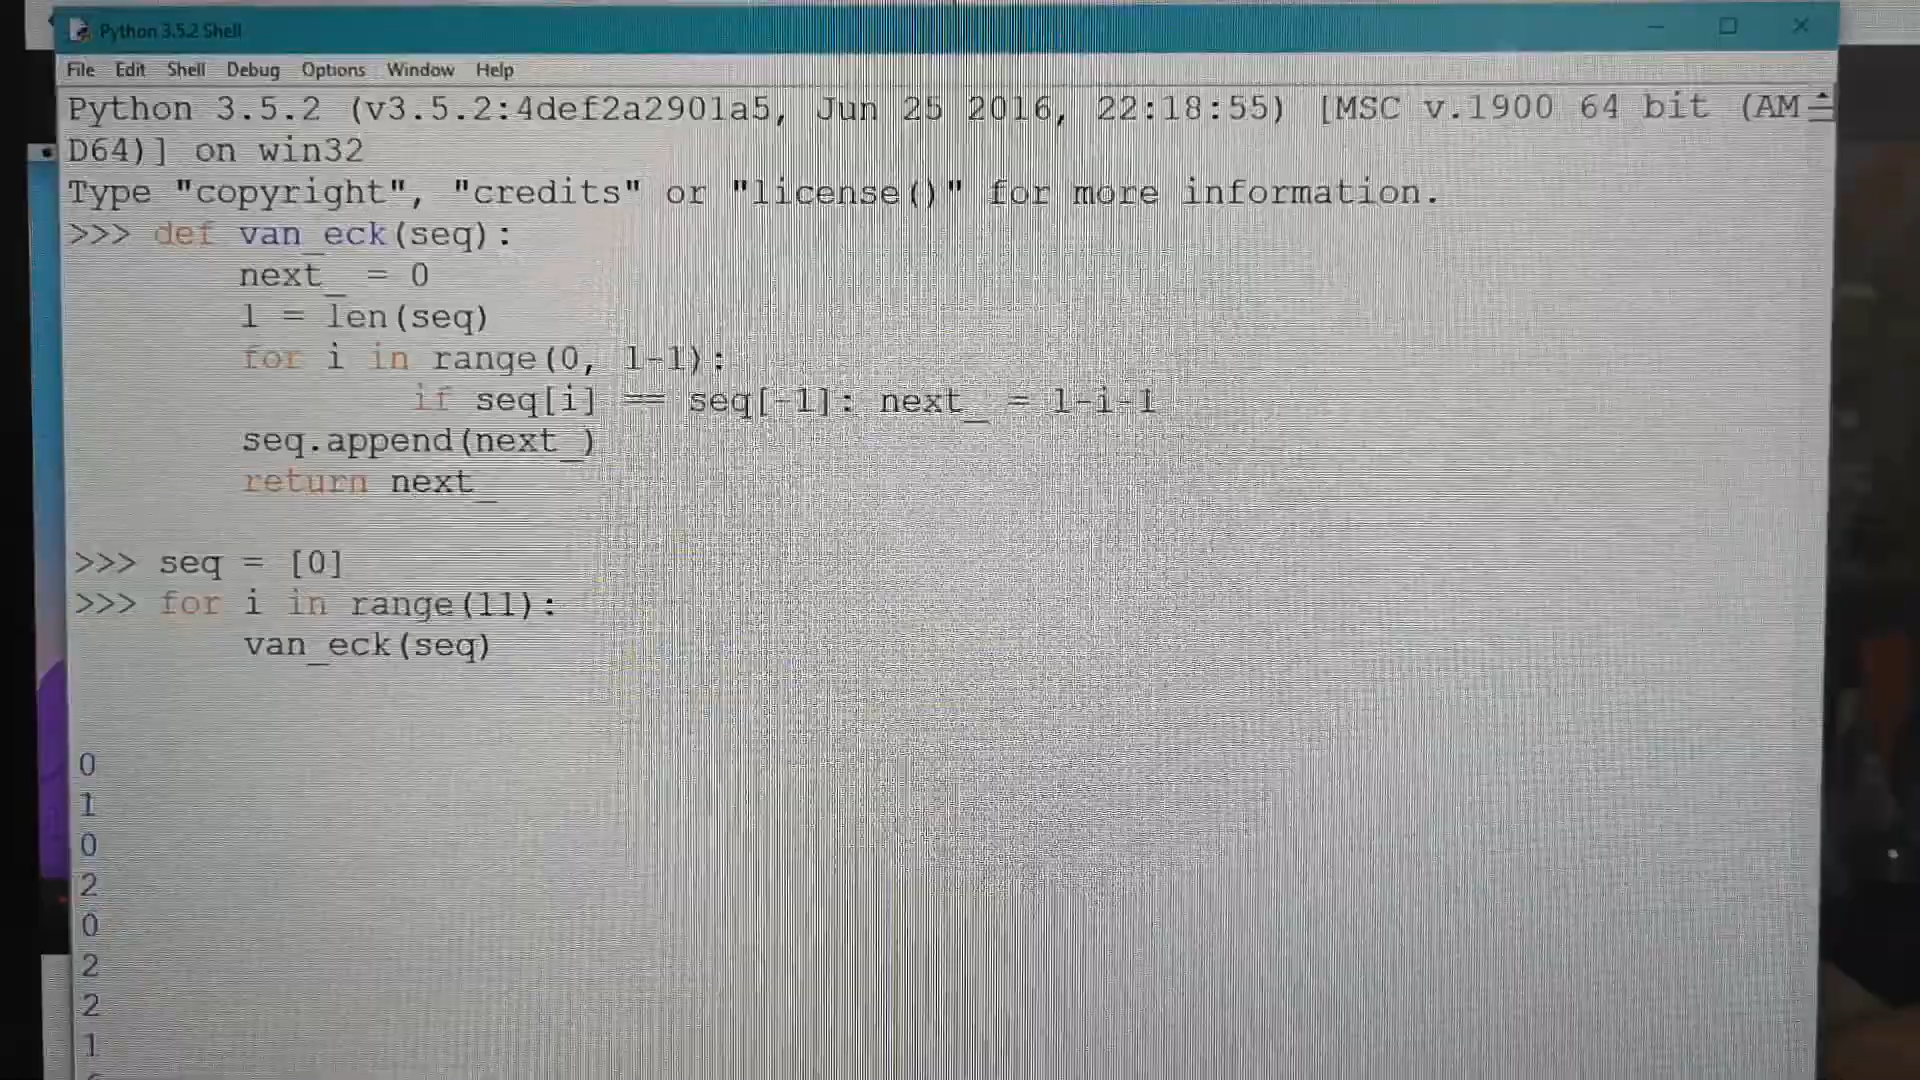 Python 3.5.2 Shell
File Edit Shell Debug Options Window Help
Python 3.5.2 (v3.5.2:4def2a2901a5, Jun 25 2016, 22:18:55) [MSC v.1900 64 bit (AM
D64)] on win32
Type "copyright", "credits" or "license()" for more information.
>>> def van_eck(seq):
next_ = 0
l = len(seq)
for i in range(0, l-1):
if seq[i] == seq[-1]: next_ = l-i-1
seq.append(next_)
return next_
>>> seq = [0]
>>> for i in range(11):
van_eck(seq)
0
1
0
2
0
2
2
1